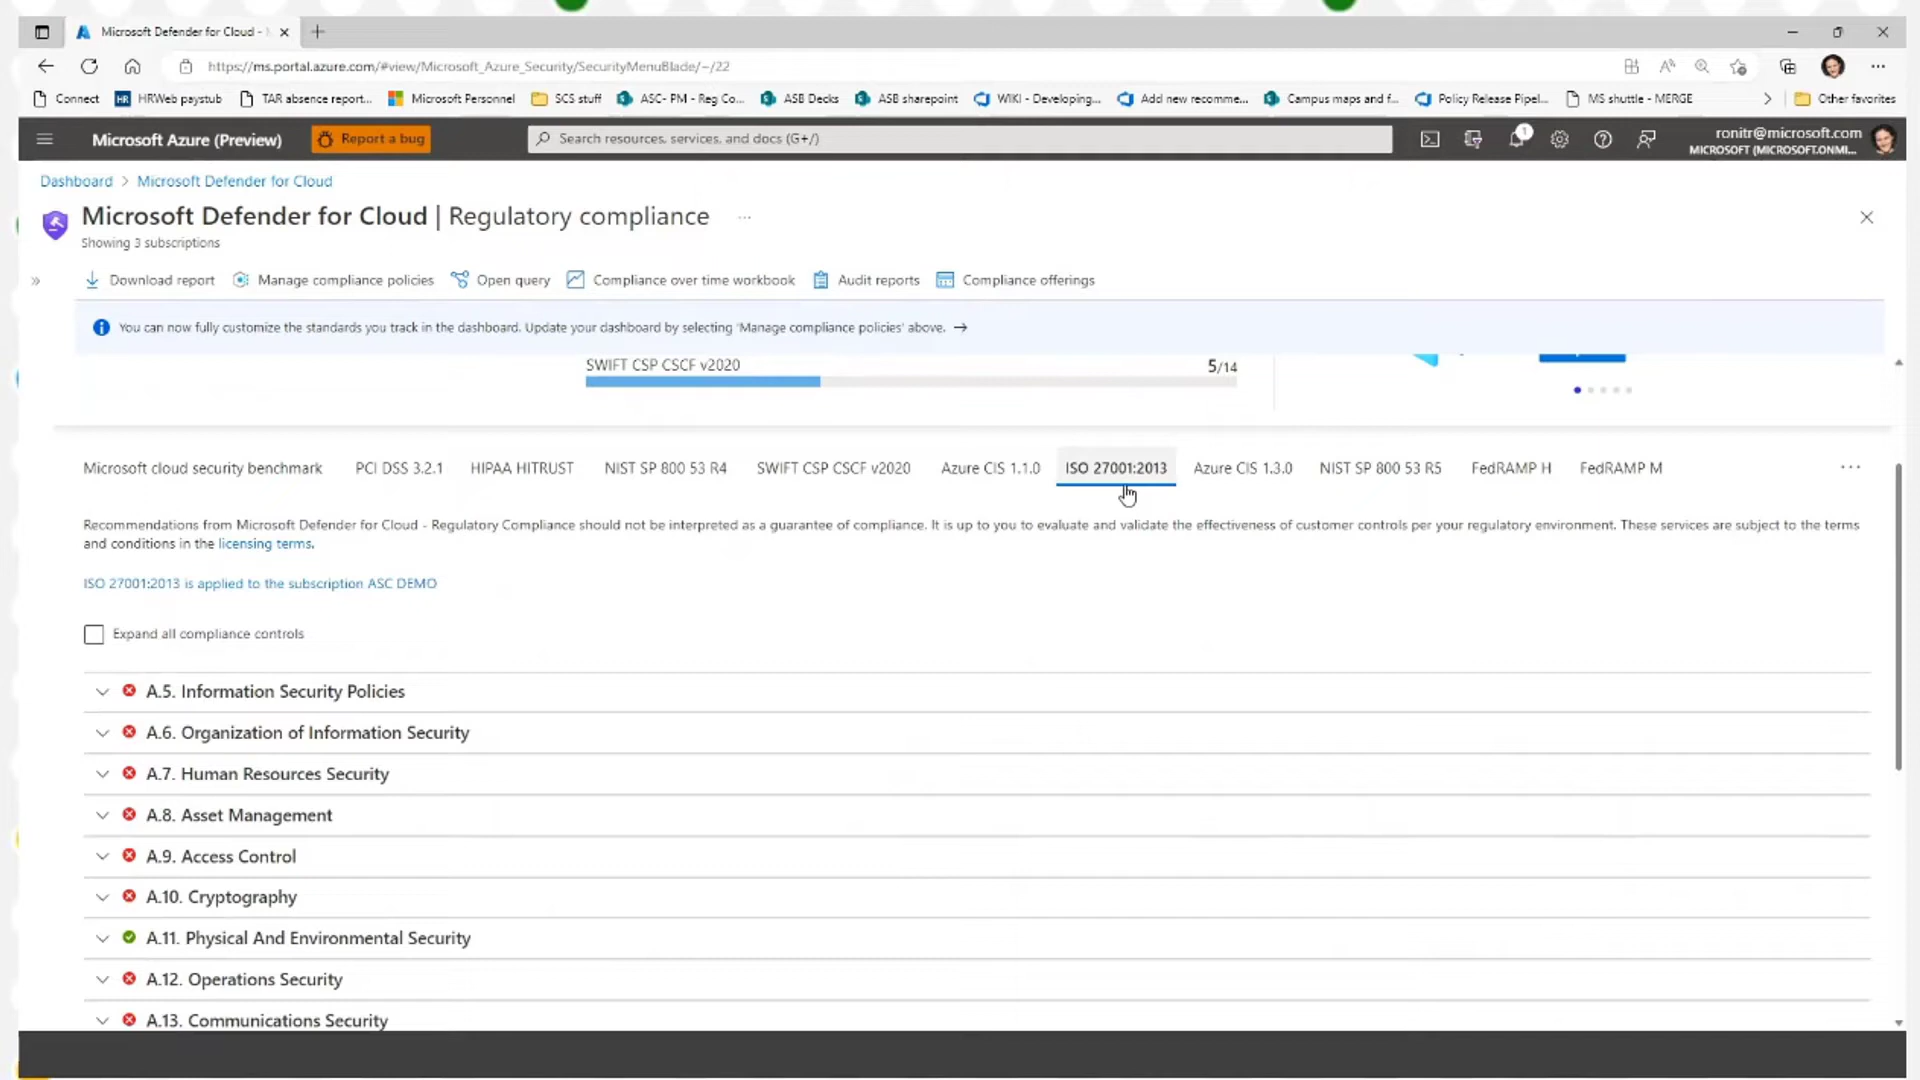 Microsoft Defender for Cloud -
https://ms.portal.azure.com/#view/Microsoft_Azure_Security/SecurityMenuBlade/~/22
Connect HRWeb paystub TAR absence report... Microsoft Personnel SCS stuff ASC- PM - Reg Co... ASB Decks ASB sharepoint WIKI - Developing... Add new recomme... Campus maps and f... Policy Release Pipel... MS shuttle - MERGE Other favorites
Microsoft Azure (Preview) Report a bug Search resources, services, and docs (G+/) 1 ronitr@microsoft.com
MICROSOFT (MICROSOFT.ONMI...
Dashboard > Microsoft Defender for Cloud
Microsoft Defender for Cloud | Regulatory compliance ...
Showing 3 subscriptions
Download report Manage compliance policies Open query Compliance over time workbook Audit reports Compliance offerings
You can now fully customize the standards you track in the dashboard. Update your dashboard by selecting 'Manage compliance policies' above. →
SWIFT CSP CSCF v2020 5/14
Microsoft cloud security benchmark PCI DSS 3.2.1 HIPAA HITRUST NIST SP 800 53 R4 SWIFT CSP CSCF v2020 Azure CIS 1.1.0 ISO 27001:2013 Azure CIS 1.3.0 NIST SP 800 53 R5 FedRAMP H FedRAMP M ...
Recommendations from Microsoft Defender for Cloud - Regulatory Compliance should not be interpreted as a guarantee of compliance. It is up to you to evaluate and validate the effectiveness of customer controls per your regulatory environment. These services are subject to the terms
and conditions in the licensing terms.
ISO 27001:2013 is applied to the subscription ASC DEMO
Expand all compliance controls
A.5. Information Security Policies
A.6. Organization of Information Security
A.7. Human Resources Security
A.8. Asset Management
A.9. Access Control
A.10. Cryptography
A.11. Physical And Environmental Security
A.12. Operations Security
A.13. Communications Security